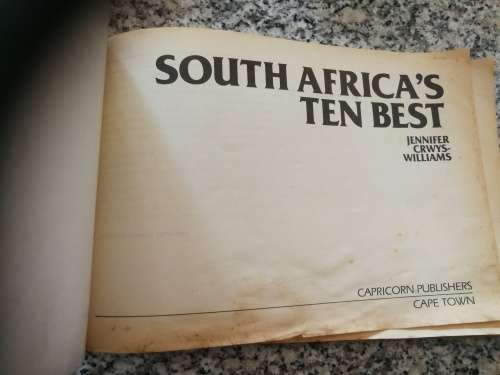 SOUTH AFRICA'S
TEN BEST
JENNIFER
CRWYS-
WILLIAMS
CAPRICORN PUBLISHERS
CAPE TOWN